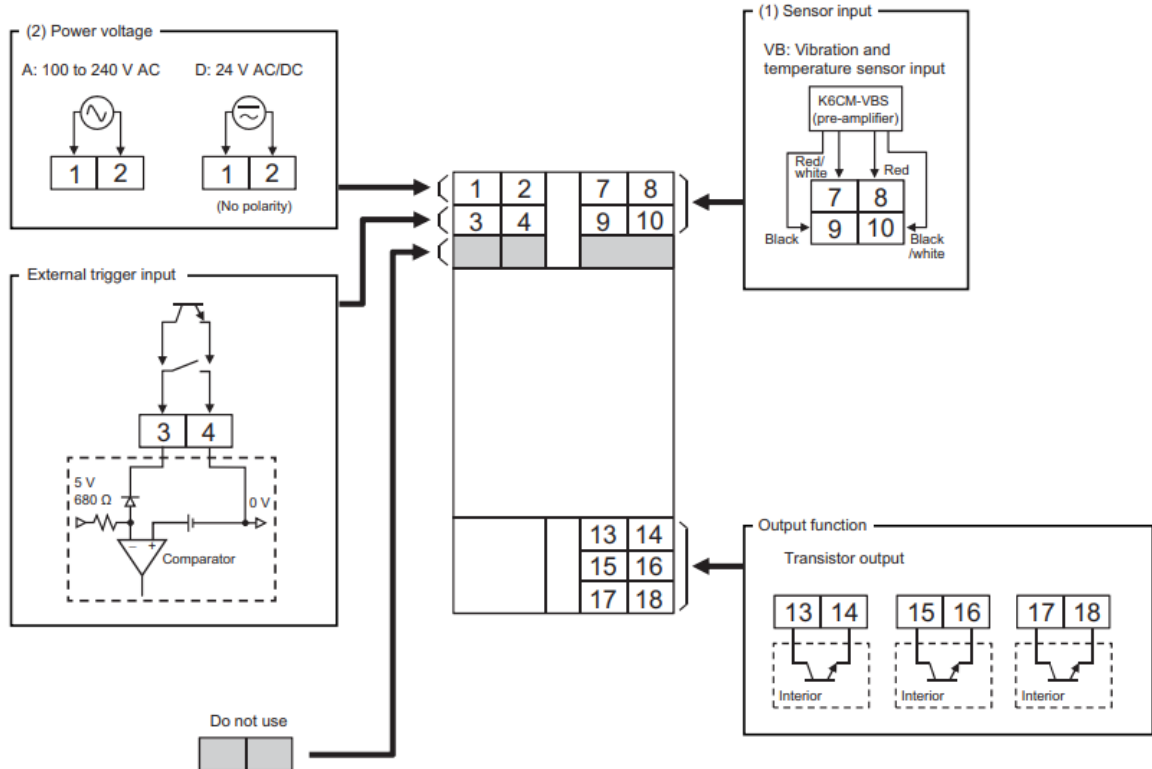 (2) Power voltage
A: 100 to 240 V AC
D: 24 V AC/DC
1 2
1 2
(No polarity)
External trigger input
3 4
5 V
680 Ω
0 V
- +
Comparator
Do not use
1 2 7 8
3 4 9 10
13 14
15 16
17 18
(1) Sensor input
VB: Vibration and
temperature sensor input
K6CM-VBS
(pre-amplifier)
Red/
white
Red
7 8
9 10
Black
Black
/white
Output function
Transistor output
13 14
15 16
17 18
Interior
Interior
Interior